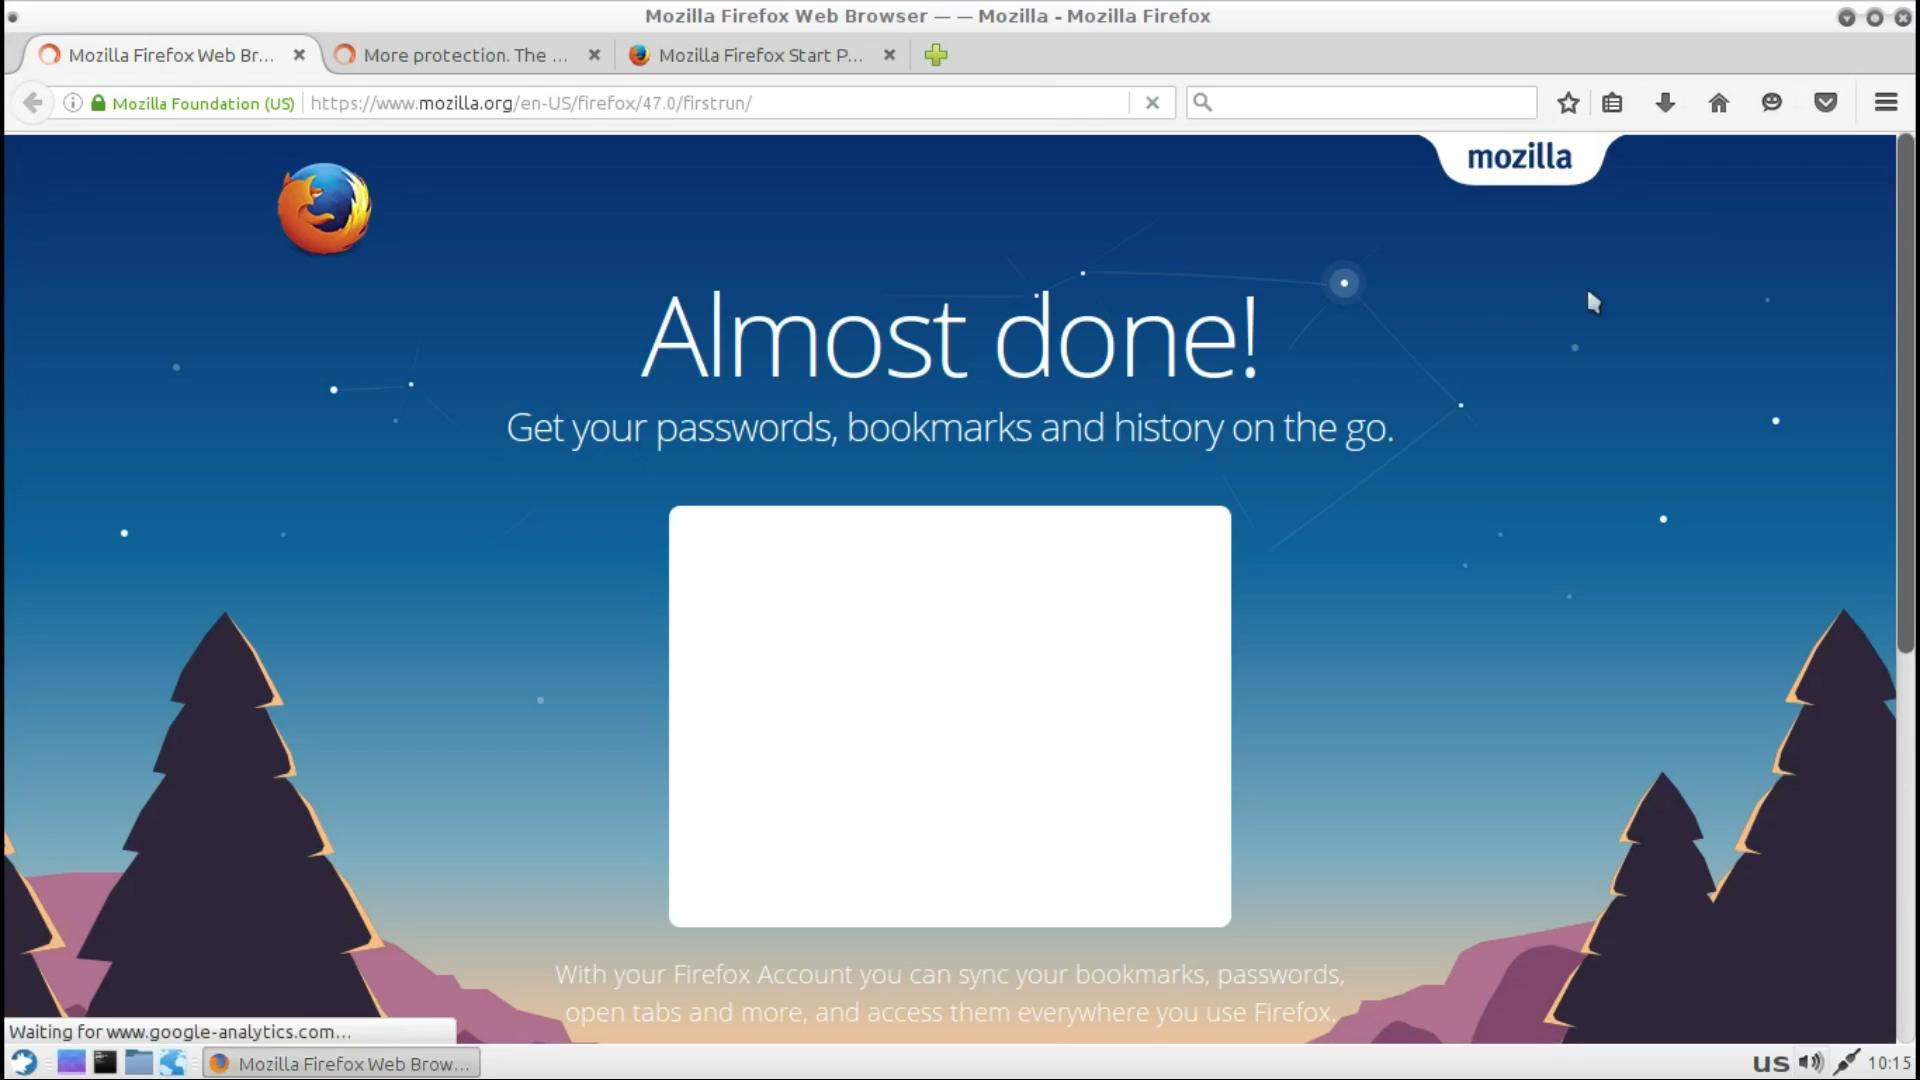 Mozilla Firefox Web Browser — — Mozilla - Mozilla Firefox
Mozilla Firefox Web Br...
More protection. The ...
Mozilla Firefox Start P...
Mozilla Foundation (US)
https://www.mozilla.org/en-US/firefox/47.0/firstrun/
mozilla
Almost done!
Get your passwords, bookmarks and history on the go.
With your Firefox Account you can sync your bookmarks, passwords,
open tabs and more, and access them everywhere you use Firefox.
Waiting for www.google-analytics.com...
Mozilla Firefox Web Brow...
us
10:15